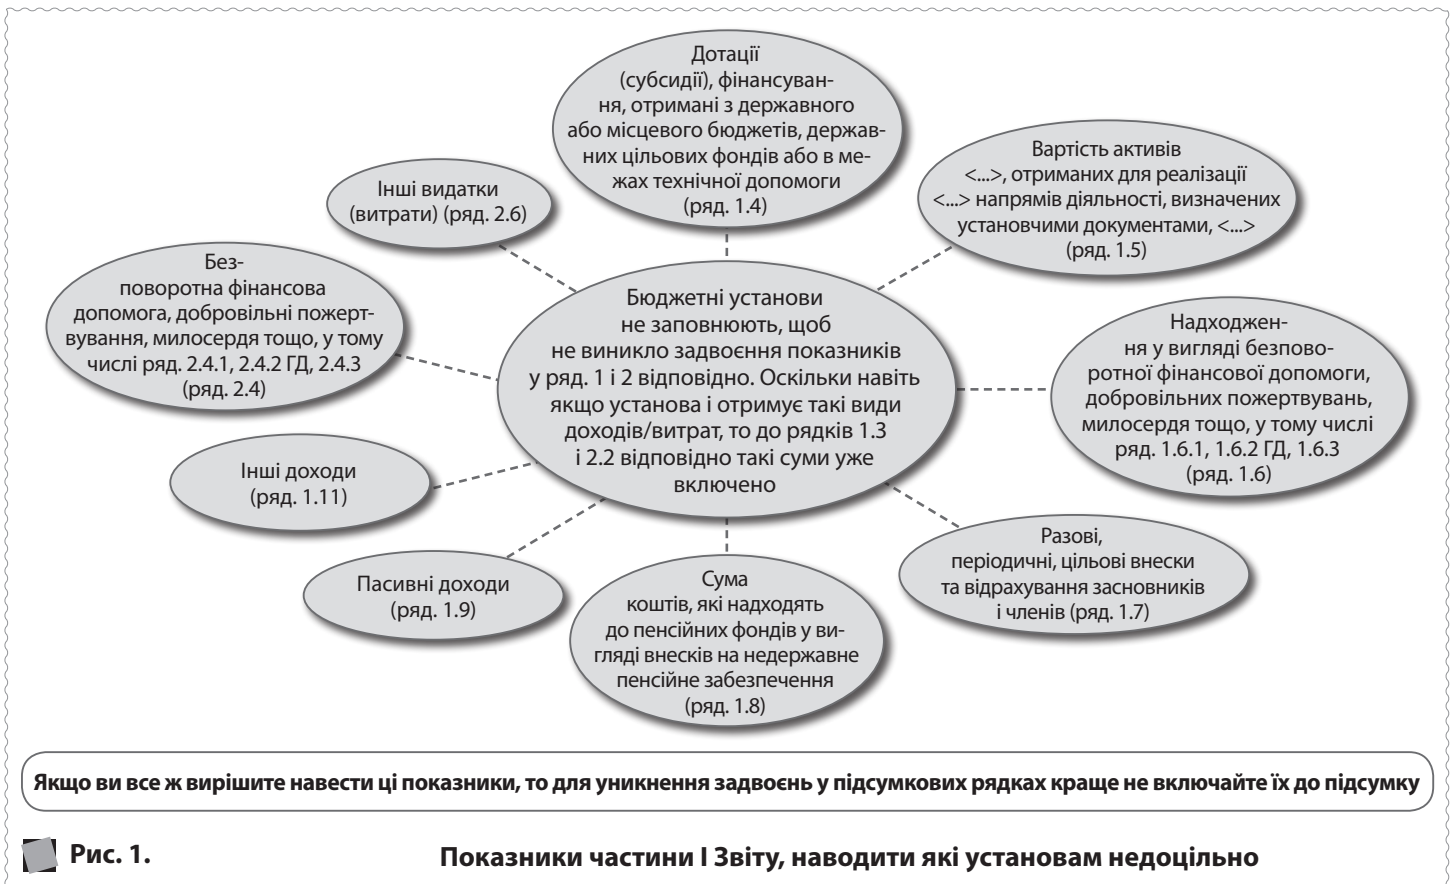 Дотації
(субсидії), фінансуван-
ня, отримані з державного
або місцевого бюджетів, держав-
них цільових фондів або в ме-
жах технічної допомоги
(ряд. 1.4)
Вартість активів
<...>, отриманих для реалізації
<...> напрямів діяльності, визначених
установчими документами, <...>
(ряд. 1.5)
Інші видатки
(витрати) (ряд. 2.6)
Без-
поворотна фінансова
допомога, добровільні пожерт-
вування, милосердя тощо, у тому
числі ряд. 2.4.1, 2.4.2 ГД, 2.4.3
(ряд. 2.4)
Бюджетні установи
не заповнюють, щоб
не виникло задвоєння показників
у ряд. 1 і 2 відповідно. Оскільки навіть
якщо установа і отримує такі види
доходів/витрат, то до рядків 1.3
і 2.2 відповідно такі суми уже
включено
Надходжен-
ня у вигляді безпово-
ротної фінансової допомоги,
добровільних пожертвувань,
милосердя тощо, у тому числі
ряд. 1.6.1, 1.6.2 ГД, 1.6.3
(ряд. 1.6)
Інші доходи
(ряд. 1.11)
Пасивні доходи
(ряд. 1.9)
Сума
коштів, які надходять
до пенсійних фондів у ви-
гляді внесків на недержавне
пенсійне забезпечення
(ряд. 1.8)
Разові,
періодичні, цільові внески
та відрахування засновників
і членів (ряд. 1.7)
Якщо ви все ж вирішите навести ці показники, то для уникнення задвоєнь у підсумкових рядках краще не включайте їх до підсумку
Рис. 1. Показники частини І Звіту, наводити які установам недоцільно